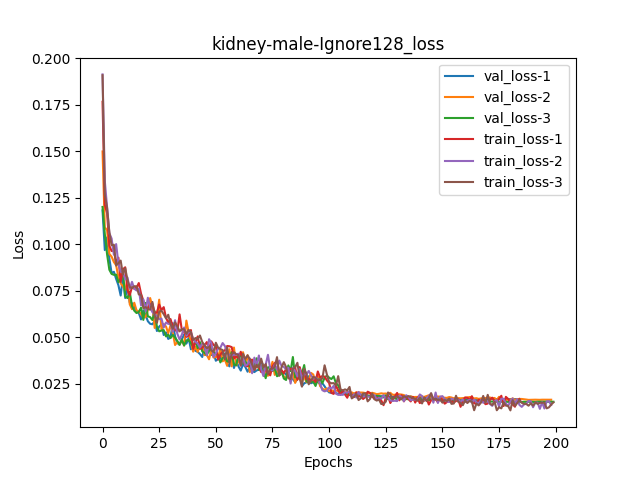 kidney-male-Ignore128_loss
0.200
0.175
0.150
0.125
0.100
0.075
0.050
0.025
Loss
val_loss-1
val_loss-2
val_loss-3
train_loss-1
train_loss-2
train_loss-3
0 25 50 75 100 125 150 175 200
Epochs